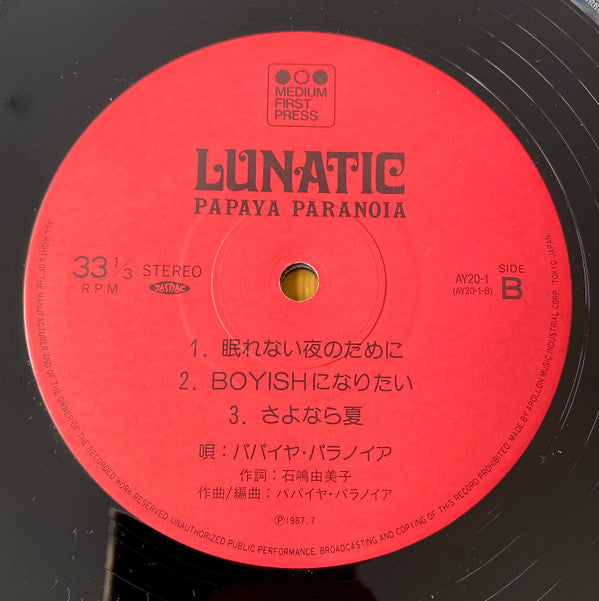 MEDIUM
FIRST
PRESS
LUNATIC
PAPAYA PARANOIA
33 1/3 STEREO
R.P.M.
JASRAC
AY20-1
(AY20-1-B)
SIDE
B
1. 眠れない夜のために
2. BOYISHになりたい
3. さよなら夏
唄：パパイヤ・パラノイア
作詞：石嶋由美子
作曲/編曲：パパイヤ・パラノイア
Ⓟ1987.7
ALL RIGHTS OF THE MANUFACTURER AND OF THE OWNER OF THE RECORDED WORK RESERVED. UNAUTHORIZED PUBLIC PERFORMANCE. BROADCASTING AND COPYING OF THIS RECORD PROHIBITED. MADE BY APOLLON MUSIC INDUSTRIAL CORP. TOKYO JAPAN.